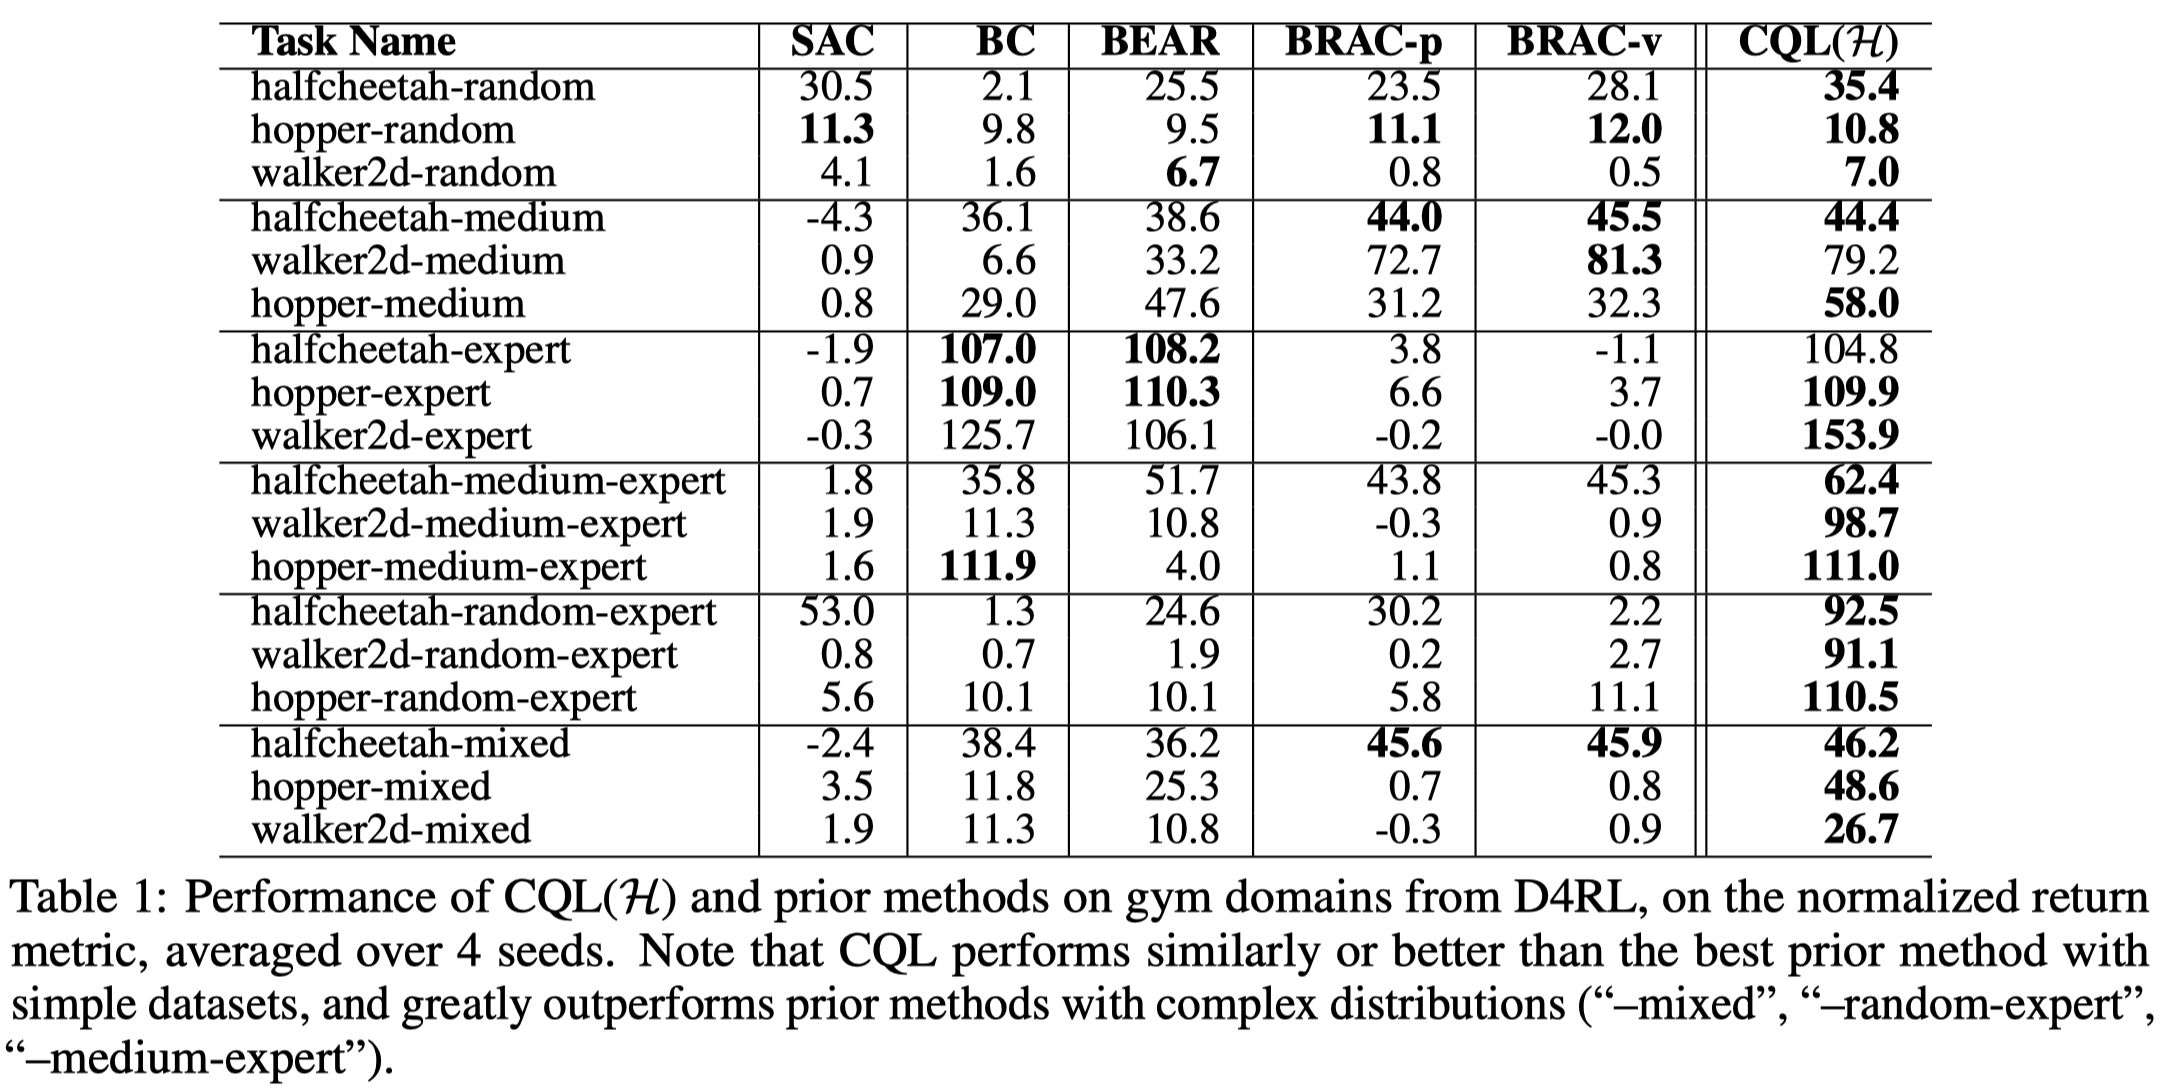 Task Name SAC BC BEAR BRAC-p BRAC-v CQL(ℋ)
halfcheetah-random 30.5 2.1 25.5 23.5 28.1 35.4
hopper-random 11.3 9.8 9.5 11.1 12.0 10.8
walker2d-random 4.1 1.6 6.7 0.8 0.5 7.0
halfcheetah-medium -4.3 36.1 38.6 44.0 45.5 44.4
walker2d-medium 0.9 6.6 33.2 72.7 81.3 79.2
hopper-medium 0.8 29.0 47.6 31.2 32.3 58.0
halfcheetah-expert -1.9 107.0 108.2 3.8 -1.1 104.8
hopper-expert 0.7 109.0 110.3 6.6 3.7 109.9
walker2d-expert -0.3 125.7 106.1 -0.2 -0.0 153.9
halfcheetah-medium-expert 1.8 35.8 51.7 43.8 45.3 62.4
walker2d-medium-expert 1.9 11.3 10.8 -0.3 0.9 98.7
hopper-medium-expert 1.6 111.9 4.0 1.1 0.8 111.0
halfcheetah-random-expert 53.0 1.3 24.6 30.2 2.2 92.5
walker2d-random-expert 0.8 0.7 1.9 0.2 2.7 91.1
hopper-random-expert 5.6 10.1 10.1 5.8 11.1 110.5
halfcheetah-mixed -2.4 38.4 36.2 45.6 45.9 46.2
hopper-mixed 3.5 11.8 25.3 0.7 0.8 48.6
walker2d-mixed 1.9 11.3 10.8 -0.3 0.9 26.7
Table 1: Performance of CQL(ℋ) and prior methods on gym domains from D4RL, on the normalized return
metric, averaged over 4 seeds. Note that CQL performs similarly or better than the best prior method with
simple datasets, and greatly outperforms prior methods with complex distributions (“–mixed”, “–random-expert”,
“–medium-expert”).